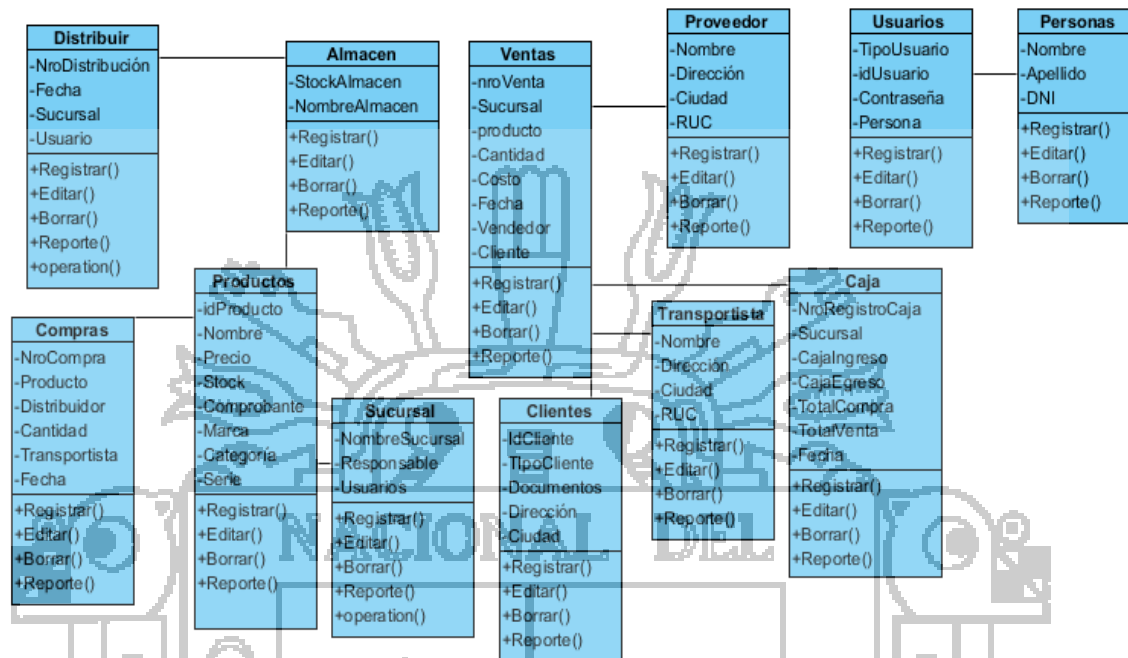 Distribuir
-NroDistribución
-Fecha
-Sucursal
-Usuario
+Registrar()
+Editar()
+Borrar()
+Reporte()
+operation()
Almacen
-StockAlmacen
-NombreAlmacen
+Registrar()
+Editar()
+Borrar()
+Reporte()
Ventas
-nroVenta
-Sucursal
-producto
-Cantidad
-Costo
-Fecha
-Vendedor
-Cliente
+Registrar()
+Editar()
+Borrar()
+Reporte()
Proveedor
-Nombre
-Dirección
-Ciudad
-RUC
+Registrar()
+Editar()
+Borrar()
+Reporte()
Usuarios
-TipoUsuario
-idUsuario
-Contraseña
-Persona
+Registrar()
+Editar()
+Borrar()
+Reporte()
Personas
-Nombre
-Apellido
-DNI
+Registrar()
+Editar()
+Borrar()
+Reporte()
Compras
-NroCompra
-Producto
-Distribuidor
-Cantidad
-Transportista
-Fecha
+Registrar()
+Editar()
+Borrar()
+Reporte()
Productos
-idProducto
-Nombre
-Precio
-Stock
-Comprobante
-Marca
-Categoría
-Serie
+Registrar()
+Editar()
+Borrar()
+Reporte()
Sucursal
-NombreSucursal
-Responsable
-Usuarios
+Registrar()
+Editar()
+Borrar()
+Reporte()
+operation()
Clientes
-IdCliente
-TipoCliente
-Documentos
-Dirección
-Ciudad
+Registrar()
+Editar()
+Borrar()
+Reporte()
Transportista
-Nombre
-Dirección
-Ciudad
-RUC
+Registrar()
+Editar()
+Borrar()
+Reporte()
Caja
-NroRegistroCaja
-Sucursal
-CajaIngreso
-CajaEgreso
-TotalCompra
-TotalVenta
-Fecha
+Registrar()
+Editar()
+Borrar()
+Reporte()
NACIONAL DEL